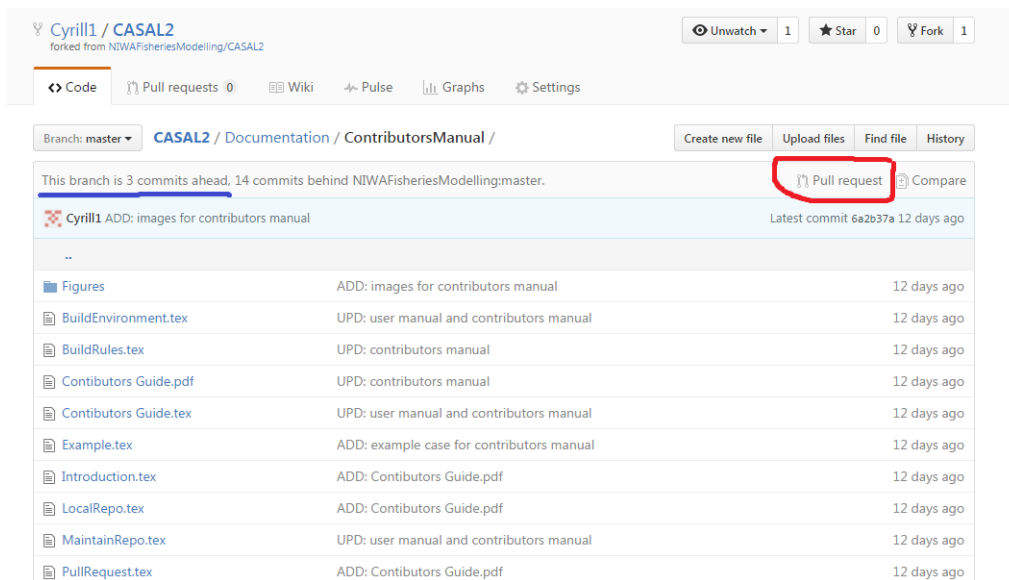 Cyrill1 / CASAL2
forked from NIWAFisheriesModelling/CASAL2
Unwatch 1 Star 0 Fork 1
Code Pull requests 0 Wiki Pulse Graphs Settings
Branch: master CASAL2 / Documentation / ContributorsManual / Create new file Upload files Find file History
This branch is 3 commits ahead, 14 commits behind NIWAFisheriesModelling:master. Pull request Compare
Cyrill1 ADD: images for contributors manual Latest commit 6a2b37a 12 days ago
..
Figures ADD: images for contributors manual 12 days ago
BuildEnvironment.tex UPD: user manual and contributors manual 12 days ago
BuildRules.tex UPD: contributors manual 12 days ago
Contibutors Guide.pdf UPD: contributors manual 12 days ago
Contibutors Guide.tex UPD: user manual and contributors manual 12 days ago
Example.tex ADD: example case for contributors manual 12 days ago
Introduction.tex ADD: Contibutors Guide.pdf 12 days ago
LocalRepo.tex ADD: Contibutors Guide.pdf 12 days ago
MaintainRepo.tex UPD: user manual and contributors manual 12 days ago
PullRequest.tex ADD: Contibutors Guide.pdf 12 days ago